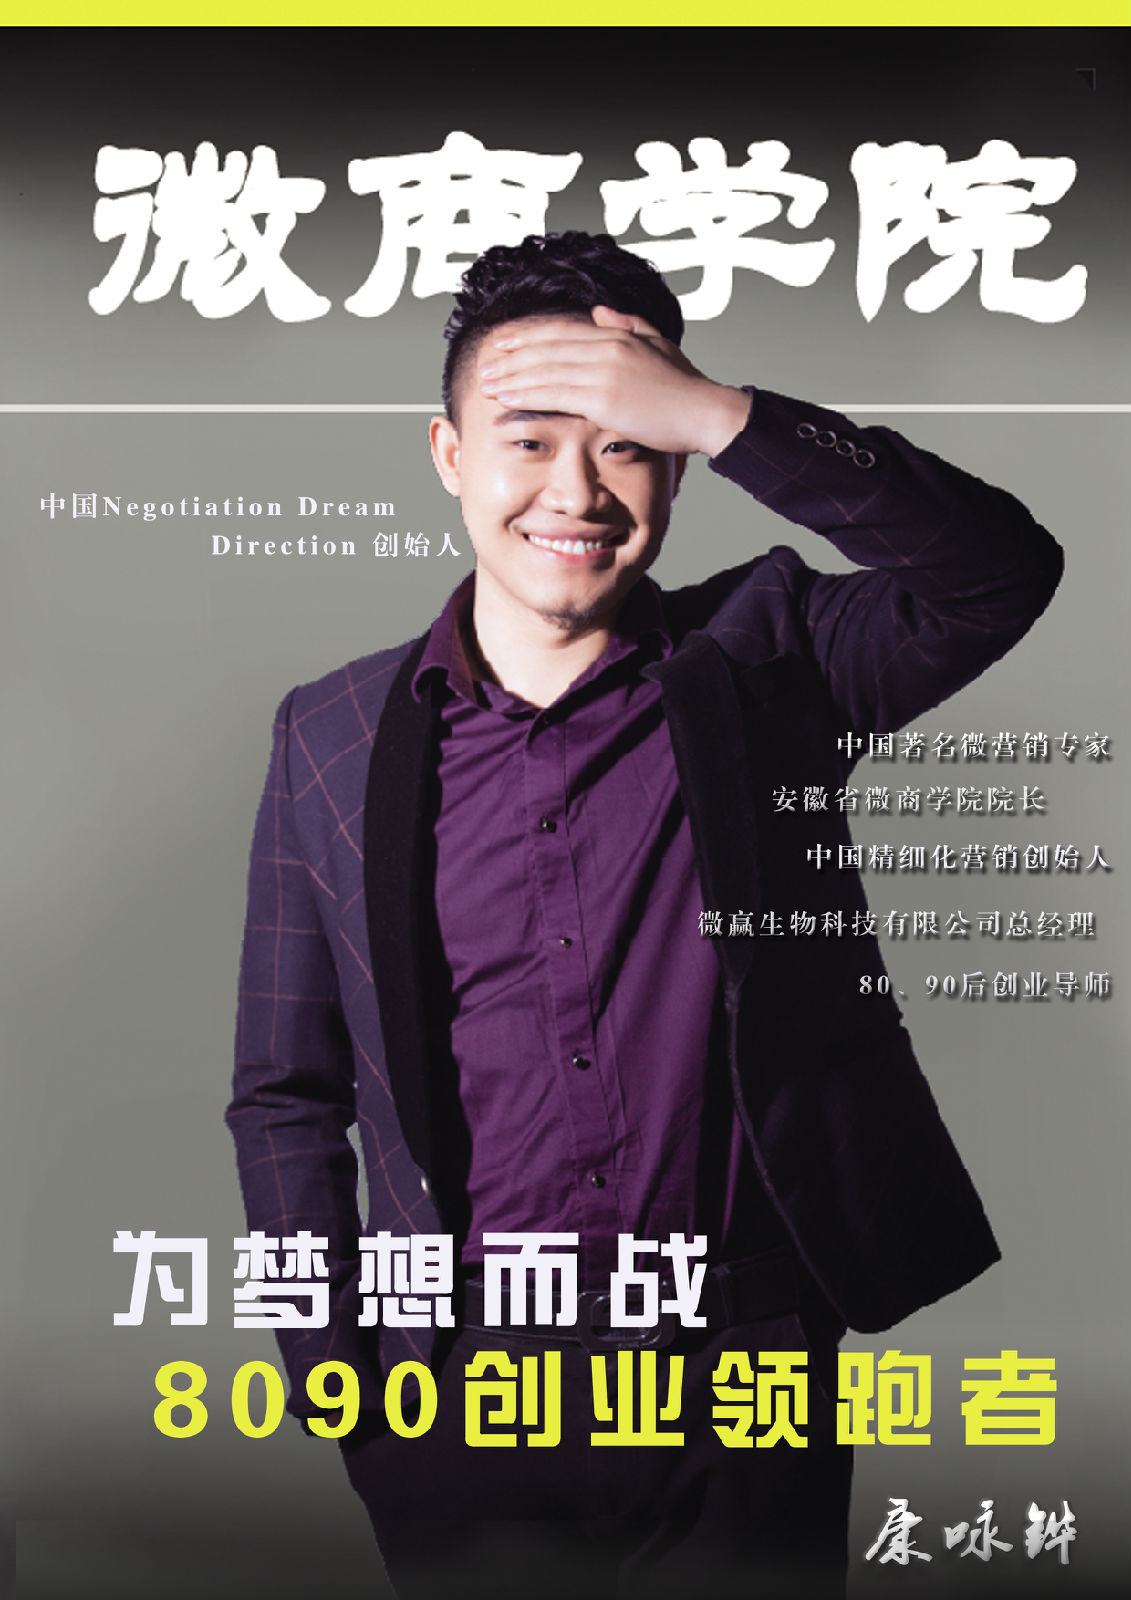 微商学院
中国Negotiation Dream
Direction 创始人
中国著名微营销专家
安徽省微商学院院长
中国精细化营销创始人
微赢生物科技有限公司总经理
80、90后创业导师
为梦想而战
8090创业领跑者
康咏铧